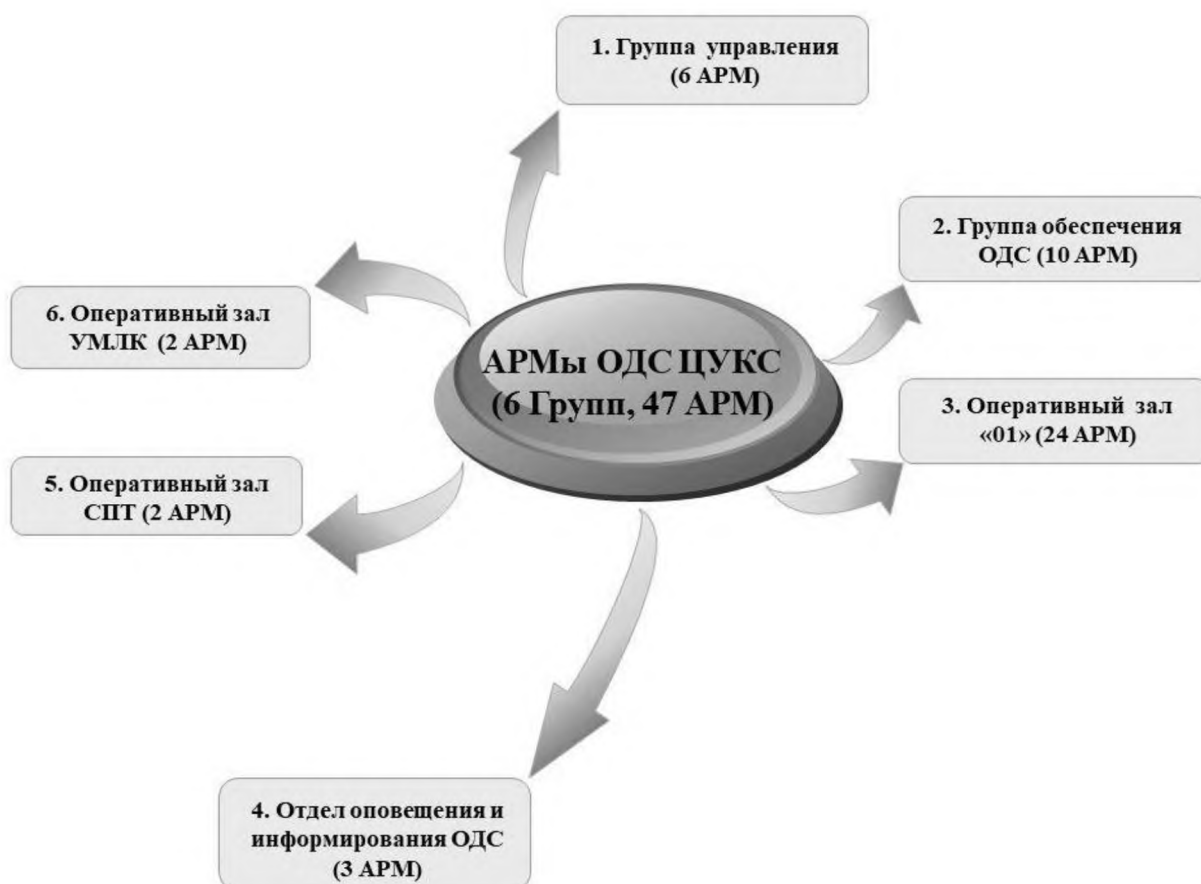 1. Группа управления
(6 АРМ)
2. Группа обеспечения
ОДС (10 АРМ)
6. Оперативный зал
УМЛК (2 АРМ)
АРМы ОДС ЦУКС
(6 Групп, 47 АРМ)
3. Оперативный зал
«01» (24 АРМ)
5. Оперативный зал
СПТ (2 АРМ)
4. Отдел оповещения и
информирования ОДС
(3 АРМ)